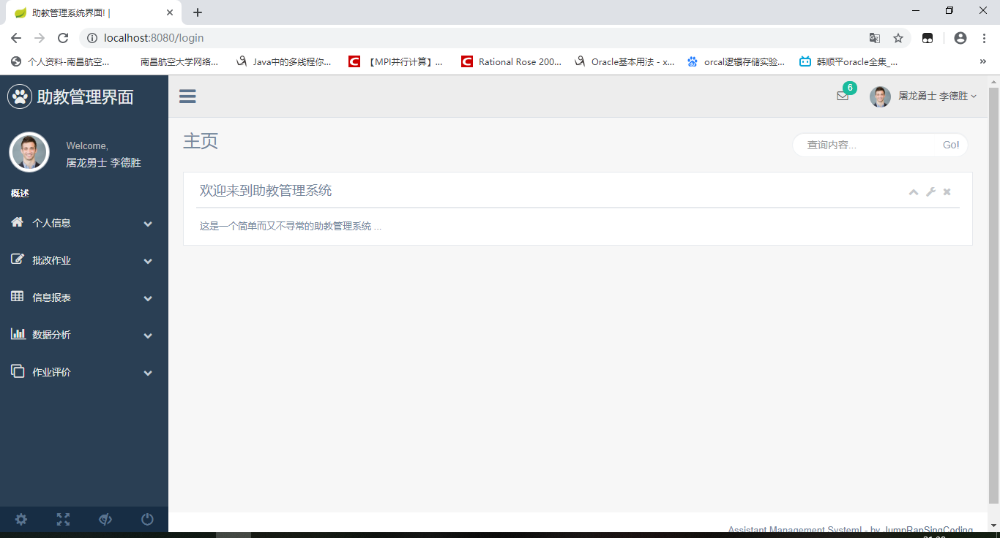 助教管理系统界面! |
localhost:8080/login
个人资料-南昌航空...
南昌航空大学网络...
Java中的多线程你...
【MPI并行计算】...
Rational Rose 200...
Oracle基本用法 - x...
orcal逻辑存储实验...
韩顺平oracle全集_...
»
助教管理界面
6
屠龙勇士 李德胜
Welcome,
屠龙勇士 李德胜
主页
查询内容...
Go!
概述
欢迎来到助教管理系统
这是一个简单而又不寻常的助教管理系统 ...
个人信息
批改作业
信息报表
数据分析
作业评价
Assistant Management System! - by JumpRapSingCoding